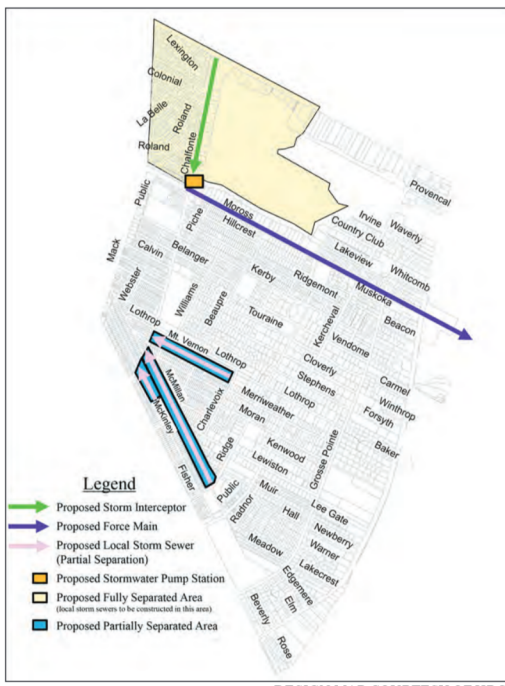 Lexington
Colonial
La Belle
Roland
Roland
Chalfonte
Provencal
Public
Moross
Irvine
Waverly
Country Club
Piche
Hillcrest
Lakeview
Whitcomb
Mack
Calvin
Belanger
Kerby
Ridgemont
Muskoka
Beacon
Webster
Williams
Beaupre
Touraine
Kercheval
Vendome
Lothrop
Mt. Vernon
Lothrop
Cloverly
Carmel
McMillan
Stephens
Winthrop
McKinley
Charlevoix
Merriweather
Lothrop
Forsyth
Moran
Baker
Ridge
Kenwood
Grosse Pointe
Lewiston
Fisher
Public
Muir
Lee Gate
Radnor
Hall
Newberry
Warner
Meadow
Lakecrest
Edgemere
Elm
Beverly
Rose
Legend
Proposed Storm Interceptor
Proposed Force Main
Proposed Local Storm Sewer
(Partial Separation)
Proposed Stormwater Pump Station
Proposed Fully Separated Area
(local storm sewers to be constructed in this area)
Proposed Partially Separated Area